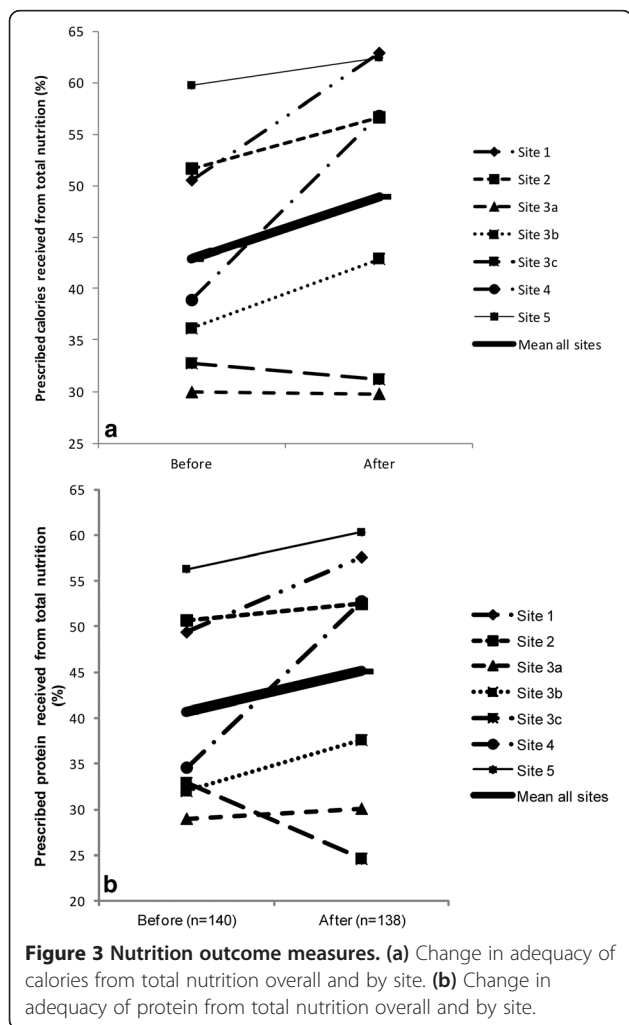 Prescribed calories received from total nutrition (%)
65
60
55
50
45
40
35
30
25
a
Before
After
Site 1
Site 2
Site 3a
Site 3b
Site 3c
Site 4
Site 5
Mean all sites
Prescribed protein received from total nutrition
(%)
65
60
55
50
45
40
35
30
25
20
b
Before (n=140)
After (n=138)
Site 1
Site 2
Site 3a
Site 3b
Site 3c
Site 4
Site 5
Mean all sites
Figure 3 Nutrition outcome measures. (a) Change in adequacy of
calories from total nutrition overall and by site. (b) Change in
adequacy of protein from total nutrition overall and by site.